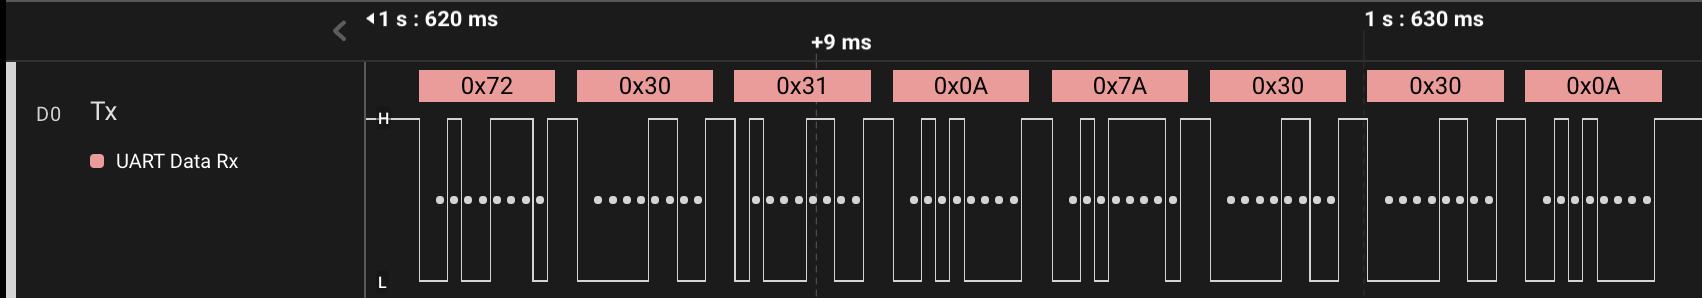 ◂1 s : 620 ms
1 s : 630 ms
+9 ms
0x72 0x30 0x31 0x0A 0x7A 0x30 0x30 0x0A
D0 Tx
H
UART Data Rx
L